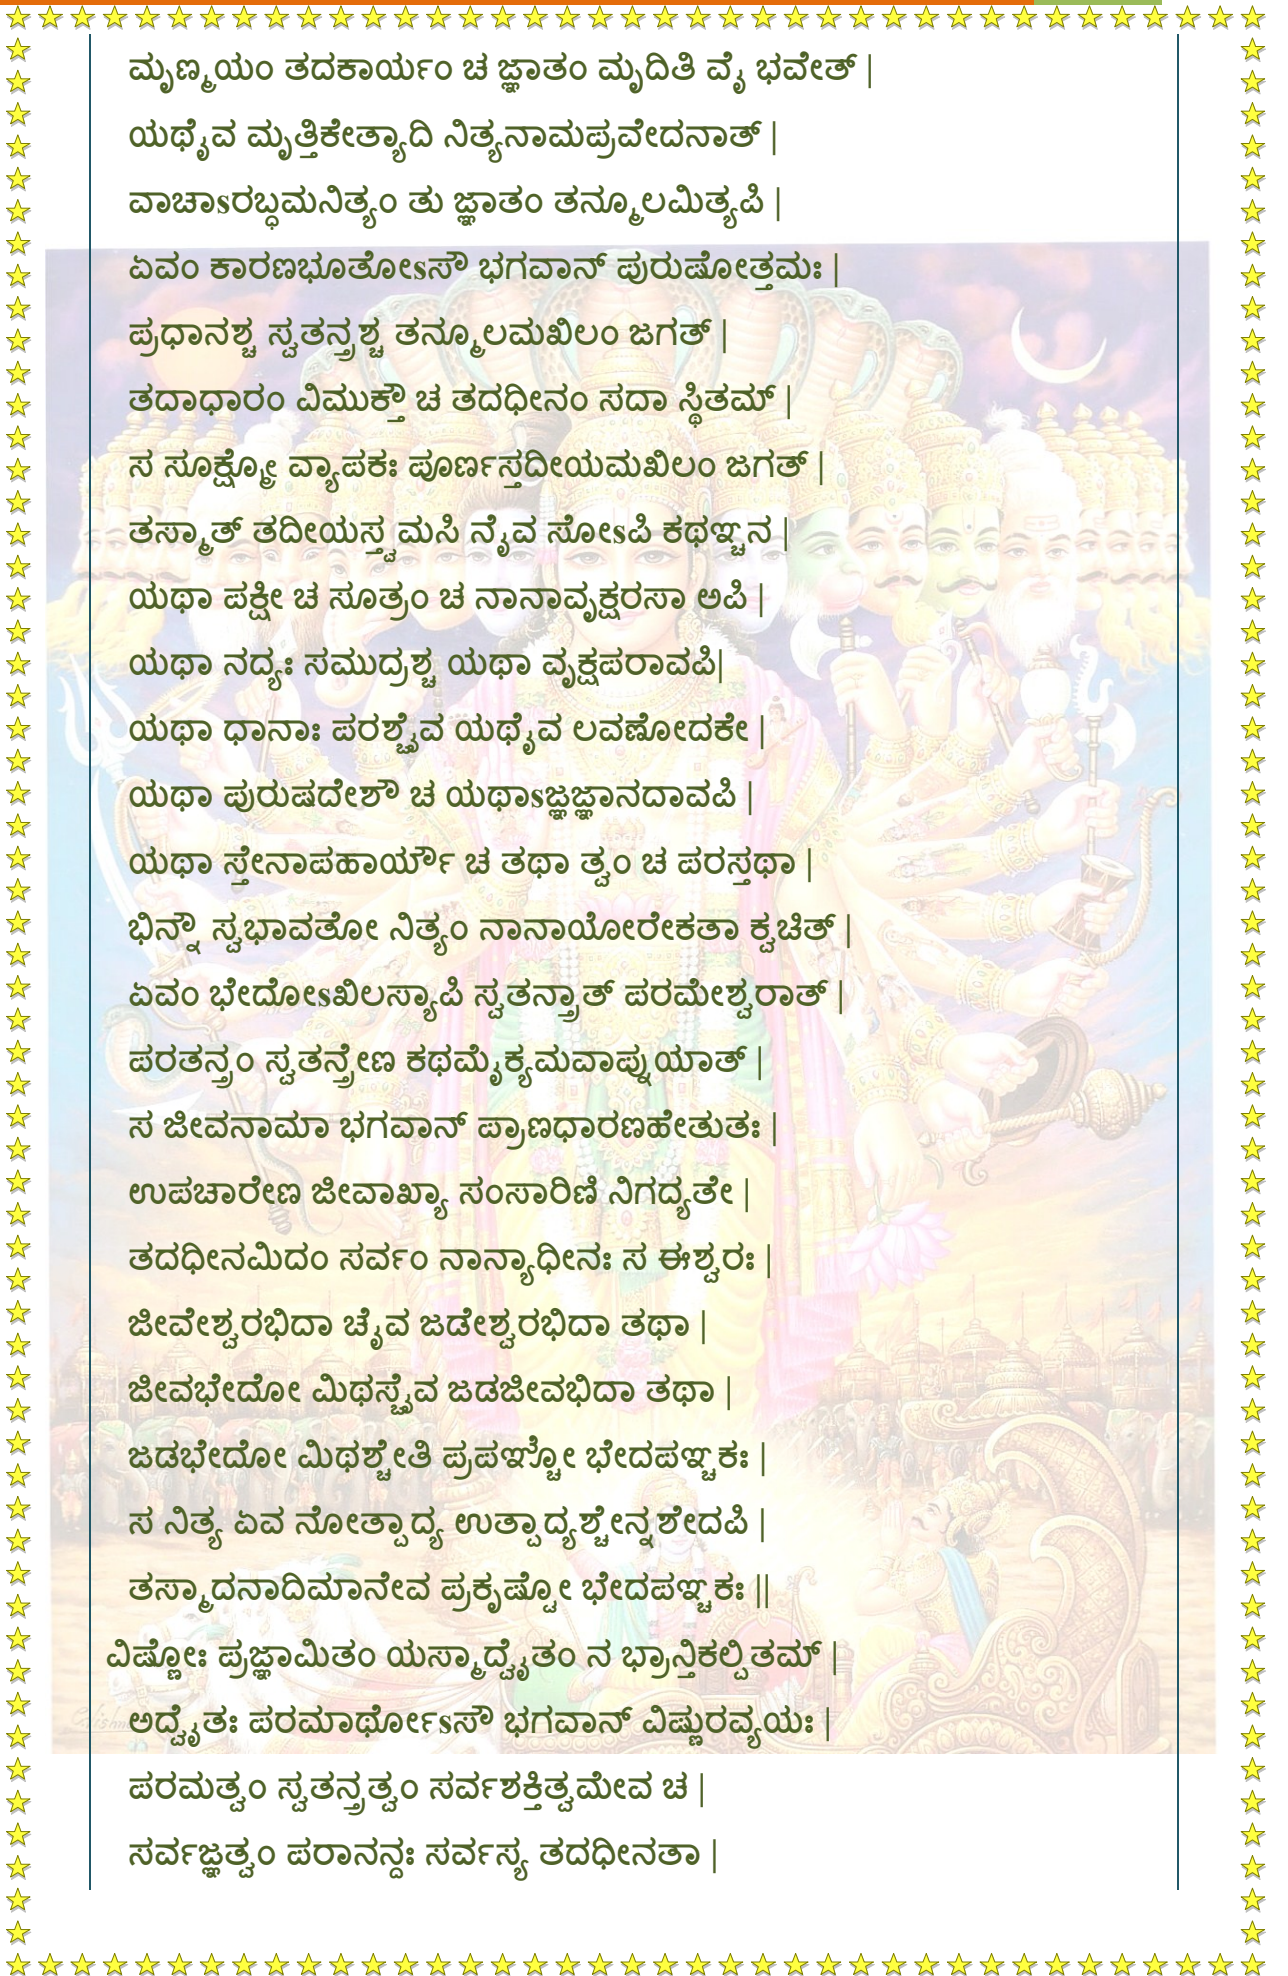 ಮೃಣ್ಮಯಂ ತದಕಾರ್ಯಂ ಚ ಜ್ಞಾತಂ ಮೃದಿತಿ ವೈ ಭವೇತ್ |
ಯಥೈವ ಮೃತ್ತಿಕೇತ್ಯಾದಿ ನಿತ್ಯನಾಮಪ್ರವೇದನಾತ್ |
ವಾಚಾsರಬ್ಧಮನಿತ್ಯಂ ತು ಜ್ಞಾತಂ ತನ್ಮೂಲಮಿತ್ಯಪಿ |
ಏವಂ ಕಾರಣಭೂತೋsಸೌ ಭಗವಾನ್ ಪುರುಷೋತ್ತಮಃ |
ಪ್ರಧಾನಶ್ಚ ಸ್ವತನ್ತ್ರಶ್ಚ ತನ್ಮೂಲಮಖಿಲಂ ಜಗತ್ |
ತದಾಧಾರಂ ವಿಮುಕ್ತೌ ಚ ತದಧೀನಂ ಸದಾ ಸ್ಥಿತಮ್ |
ಸ ಸೂಕ್ಷ್ಮೋ ವ್ಯಾಪಕಃ ಪೂರ್ಣಸ್ತದೀಯಮಖಿಲಂ ಜಗತ್ |
ತಸ್ಮಾತ್ ತದೀಯಸ್ತ್ವಮಸಿ ನೈವ ಸೋsಪಿ ಕಥಞ್ಚನ |
ಯಥಾ ಪಕ್ಷೀ ಚ ಸೂತ್ರಂ ಚ ನಾನಾವೃಕ್ಷರಸಾ ಅಪಿ |
ಯಥಾ ನದ್ಯಃ ಸಮುದ್ರಶ್ಚ ಯಥಾ ವೃಕ್ಷಪರಾವಪಿ|
ಯಥಾ ಧಾನಾಃ ಪರಶ್ಚೈವ ಯಥೈವ ಲವಣೋದಕೇ |
ಯಥಾ ಪುರುಷದೇಶೌ ಚ ಯಥಾsಜ್ಞಜ್ಞಾನದಾವಪಿ |
ಯಥಾ ಸ್ತೇನಾಪಹಾರ್ಯೌ ಚ ತಥಾ ತ್ವಂ ಚ ಪರಸ್ತಥಾ |
ಭಿನ್ನೌ ಸ್ವಭಾವತೋ ನಿತ್ಯಂ ನಾನಾಯೋರೇಕತಾ ಕ್ವಚಿತ್ |
ಏವಂ ಭೇದೋsಖಿಲಸ್ಯಾಪಿ ಸ್ವತನ್ತ್ರಾತ್ ಪರಮೇಶ್ವರಾತ್ |
ಪರತನ್ತ್ರಂ ಸ್ವತನ್ತ್ರೇಣ ಕಥಮೈಕ್ಯಮವಾಪ್ನುಯಾತ್ |
ಸ ಜೀವನಾಮಾ ಭಗವಾನ್ ಪ್ರಾಣಧಾರಣಹೇತುತಃ |
ಉಪಚಾರೇಣ ಜೀವಾಖ್ಯಾ ಸಂಸಾರಿಣಿ ನಿಗದ್ಯತೇ |
ತದಧೀನಮಿದಂ ಸರ್ವಂ ನಾನ್ಯಾಧೀನಃ ಸ ಈಶ್ವರಃ |
ಜೀವೇಶ್ವರಭಿದಾ ಚೈವ ಜಡೇಶ್ವರಭಿದಾ ತಥಾ |
ಜೀವಭೇದೋ ಮಿಥಸ್ಚೈವ ಜಡಜೀವಭಿದಾ ತಥಾ |
ಜಡಭೇದೋ ಮಿಥಶ್ಚೇತಿ ಪ್ರಪಞ್ಚೋ ಭೇದಪಞ್ಚಕಃ |
ಸ ನಿತ್ಯ ಏವ ನೋತ್ಪಾದ್ಯ ಉತ್ಪಾದ್ಯಶ್ಚೇನ್ನಶೇದಪಿ |
ತಸ್ಮಾದನಾದಿಮಾನೇವ ಪ್ರಕೃಷ್ಟೋ ಭೇದಪಞ್ಚಕಃ ||
ವಿಷ್ಣೋಃ ಪ್ರಜ್ಞಾಮಿತಂ ಯಸ್ಮಾದ್ವೈತಂ ನ ಭ್ರಾನ್ತಿಕಲ್ಪಿತಮ್ |
ಅದ್ವೈತಃ ಪರಮಾರ್ಥೋsಸೌ ಭಗವಾನ್ ವಿಷ್ಣುರವ್ಯಯಃ |
ಪರಮತ್ವಂ ಸ್ವತನ್ತ್ರತ್ವಂ ಸರ್ವಶಕ್ತಿತ್ವಮೇವ ಚ |
ಸರ್ವಜ್ಞತ್ವಂ ಪರಾನನ್ದಃ ಸರ್ವಸ್ಯ ತದಧೀನತಾ |